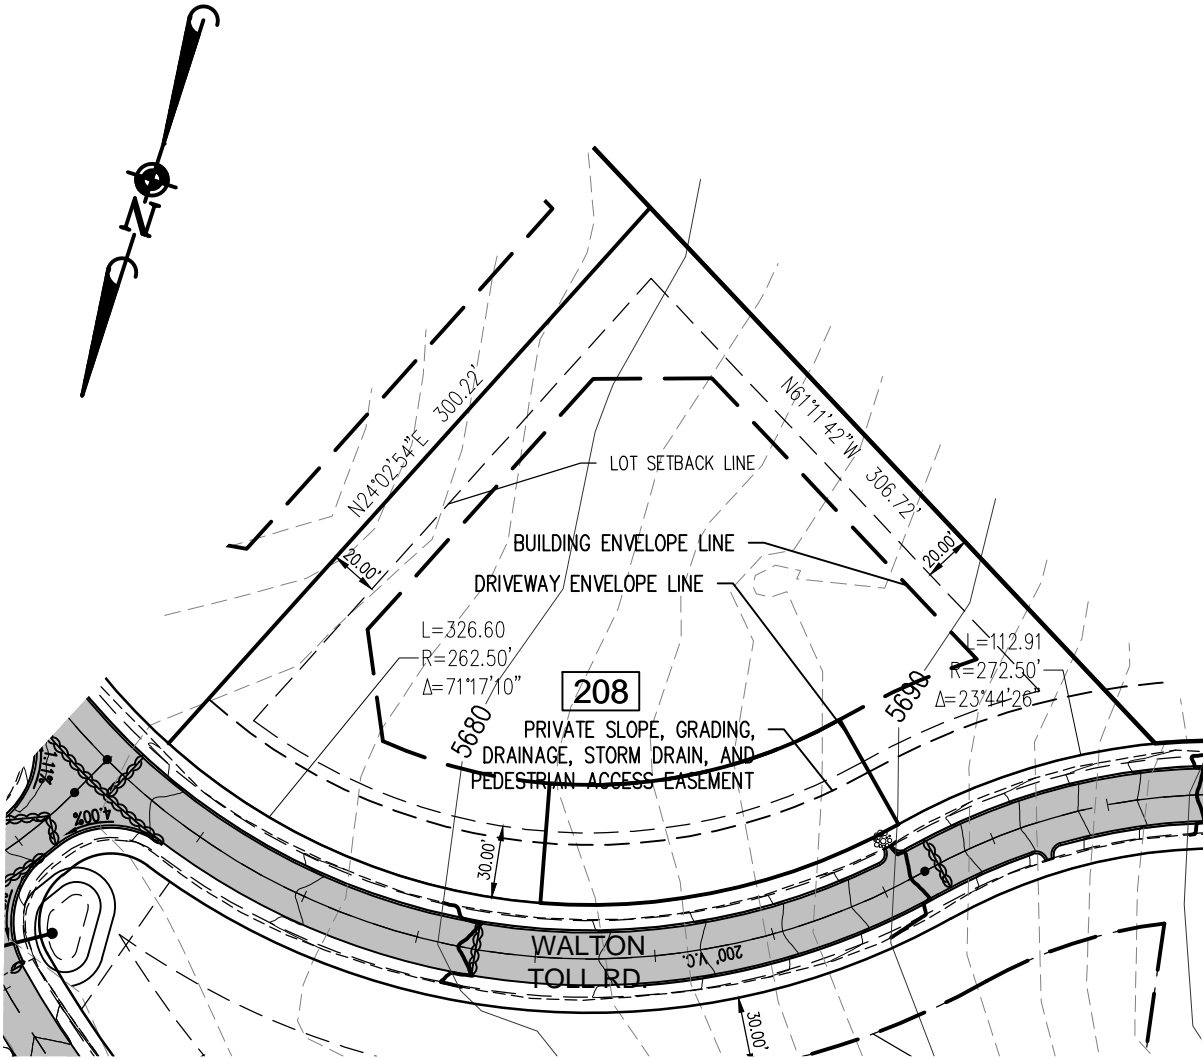 N
N24°02'54"E 300.22'
N61°11'42"W 306.72'
LOT SETBACK LINE
BUILDING ENVELOPE LINE
20.00'
20.00'
DRIVEWAY ENVELOPE LINE
L=326.60
R=262.50'
Δ=71°17'10"
L=112.91
R=272.50'
Δ=23°44'26"
208
5680
5690
PRIVATE SLOPE, GRADING,
DRAINAGE, STORM DRAIN, AND
PEDESTRIAN ACCESS EASEMENT
4.00%
30.00'
WALTON
TOLL RD
200' V.C.
30.00'